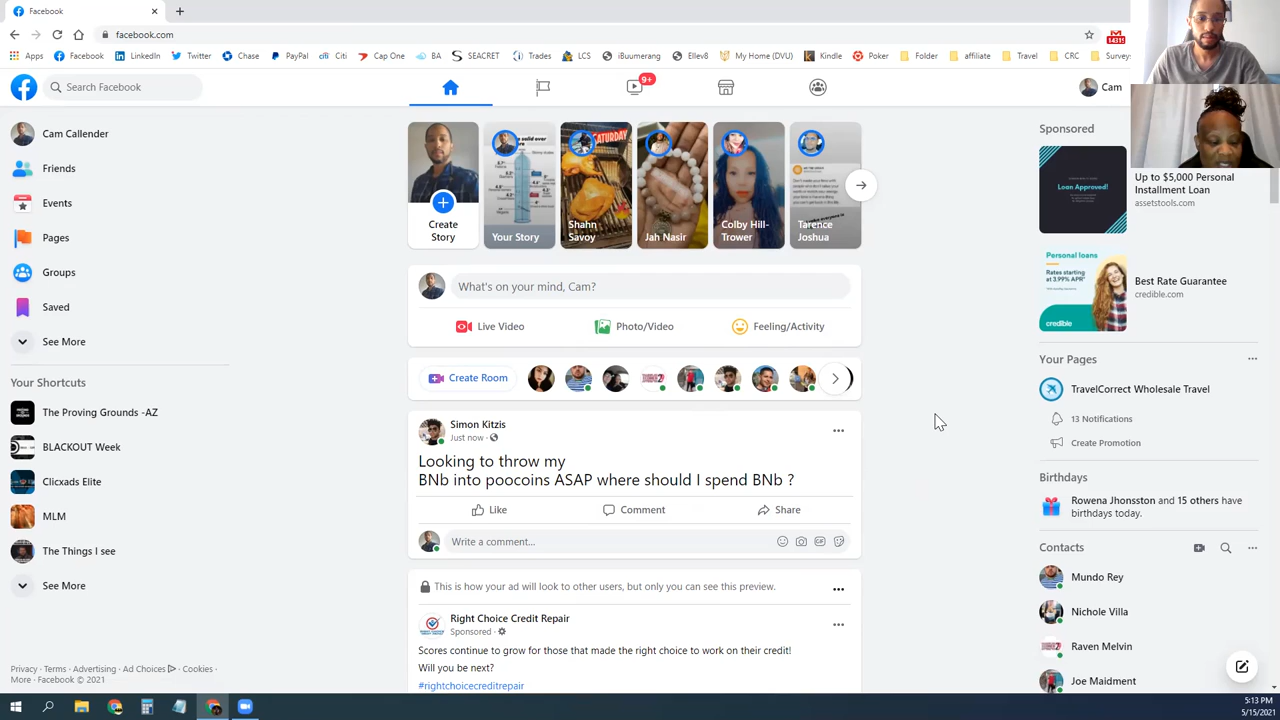 Facebook
facebook.com
14315
Apps
Facebook
LinkedIn
Twitter
Chase
PayPal
Citi
Cap One
BA
SEACRET
Trades
LCS
iBuumerang
Ellev8
My Home (DVU)
Kindle
Poker
Folder
affiliate
Travel
CRC
Surveys
Search Facebook
9+
Cam
Cam Callender
Friends
Events
Pages
Groups
Saved
See More
Your Shortcuts
The Proving Grounds -AZ
BLACKOUT Week
Clicxads Elite
MLM
The Things I see
See More
Privacy · Terms · Advertising · Ad Choices · Cookies ·
More · Facebook © 2021
Create
Story
Your Story
SATURDAY
Shahn
Savoy
Jah Nasir
Colby Hill-
Trower
Tarence
Joshua
What's on your mind, Cam?
Live Video
Photo/Video
Feeling/Activity
Create Room
Simon Kitzis
Just now ·
Looking to throw my
BNb into poocoins ASAP where should I spend BNb ?
Like
Comment
Share
Write a comment...
This is how your ad will look to other users, but only you can see this preview.
Right Choice Credit Repair
Sponsored ·
Scores continue to grow for those that made the right choice to work on their credit!
Will you be next?
#rightchoicecreditrepair
Sponsored
Loan Approved!
Up to $5,000 Personal
Installment Loan
assetstools.com
Personal loans
Rates starting
at 3.99% APR*
credible
Best Rate Guarantee
credible.com
Your Pages
TravelCorrect Wholesale Travel
13 Notifications
Create Promotion
Birthdays
Rowena Jhonsston and 15 others have
birthdays today.
Contacts
Mundo Rey
Nichole Villa
Raven Melvin
Joe Maidment
5:13 PM
5/15/2021